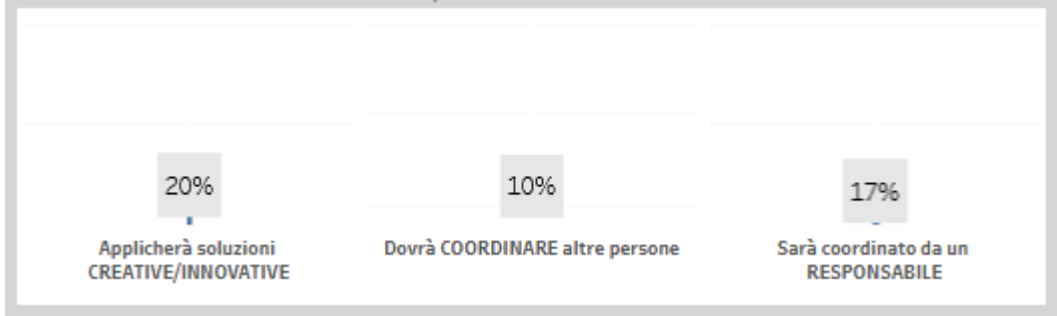 20%
10%
17%
Applicherà soluzioni
CREATIVE/INNOVATIVE
Dovrà COORDINARE altre persone
Sarà coordinato da un
RESPONSABILE